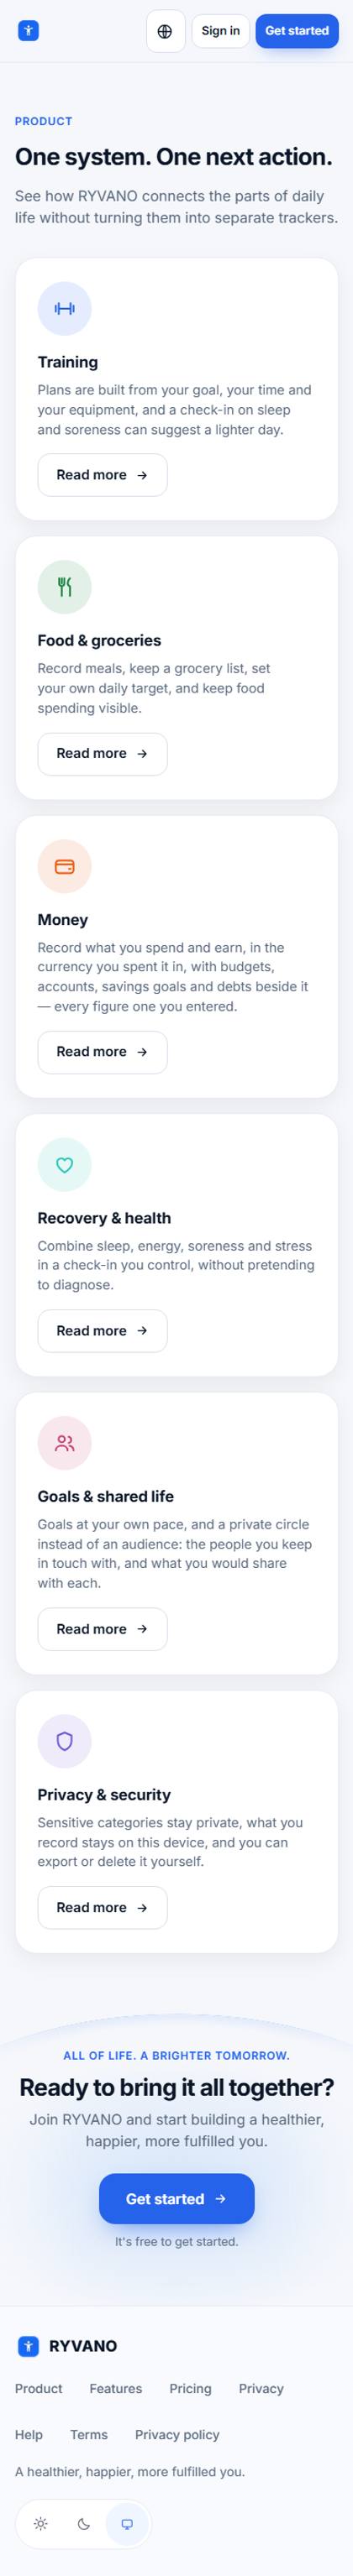 Sign in
Get started
PRODUCT
One system. One next action.
See how RYVANO connects the parts of daily
life without turning them into separate trackers.
Training
Plans are built from your goal, your time and
your equipment, and a check-in on sleep
and soreness can suggest a lighter day.
Read more →
Food & groceries
Record meals, keep a grocery list, set
your own daily target, and keep food
spending visible.
Read more →
Money
Record what you spend and earn, in the
currency you spent it in, with budgets,
accounts, savings goals and debts beside it
— every figure one you entered.
Read more →
Recovery & health
Combine sleep, energy, soreness and stress
in a check-in you control, without pretending
to diagnose.
Read more →
Goals & shared life
Goals at your own pace, and a private circle
instead of an audience: the people you keep
in touch with, and what you would share
with each.
Read more →
Privacy & security
Sensitive categories stay private, what you
record stays on this device, and you can
export or delete it yourself.
Read more →
ALL OF LIFE. A BRIGHTER TOMORROW.
Ready to bring it all together?
Join RYVANO and start building a healthier,
happier, more fulfilled you.
Get started →
It's free to get started.
RYVANO
Product Features Pricing Privacy
Help Terms Privacy policy
A healthier, happier, more fulfilled you.